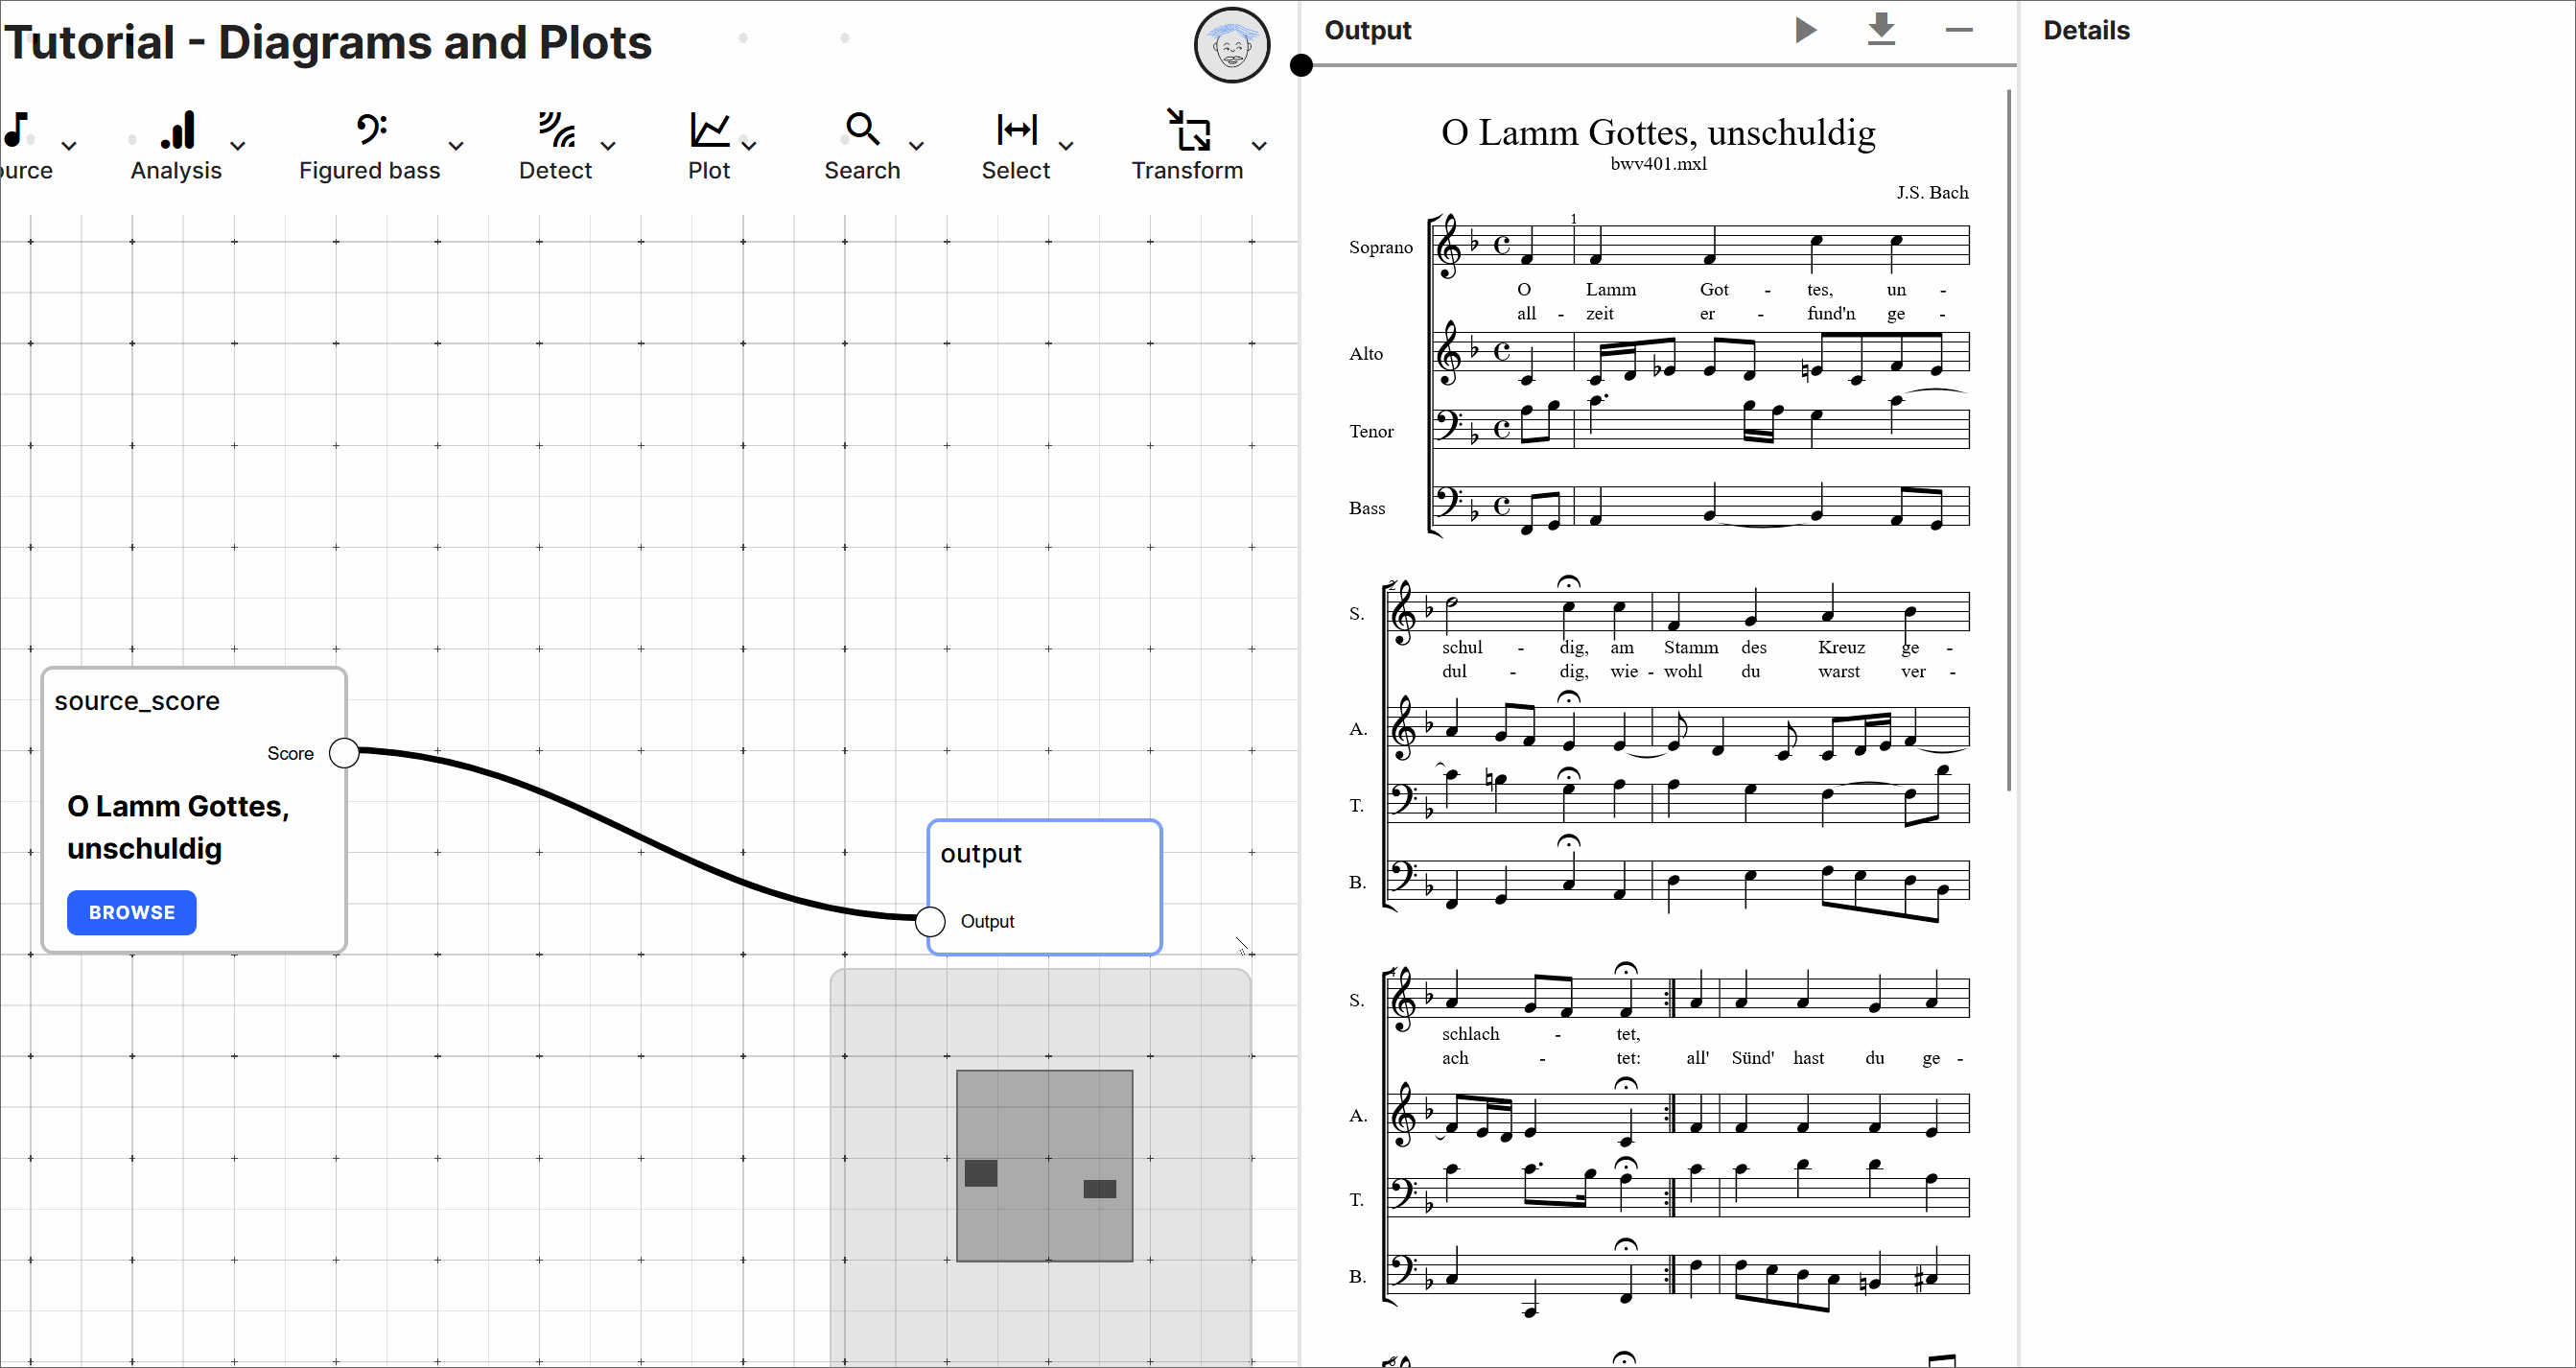 Tutorial - Diagrams and Plots
urce
Analysis
Figured bass
Detect
Plot
Search
Select
Transform
source_score
Score
O Lamm Gottes,
unschuldig
BROWSE
output
Output
Output
O Lamm Gottes, unschuldig
bwv401.mxl
J.S. Bach
1
Soprano
O Lamm Got - tes, un -
all - zeit er - fund'n ge -
Alto
Tenor
Bass
2
S.
schul - dig, am Stamm des Kreuz ge -
dul - dig, wie - wohl du warst ver -
A.
T.
B.
S.
schlach - tet,
ach - tet: all' Sünd' hast du ge -
A.
T.
B.
Details